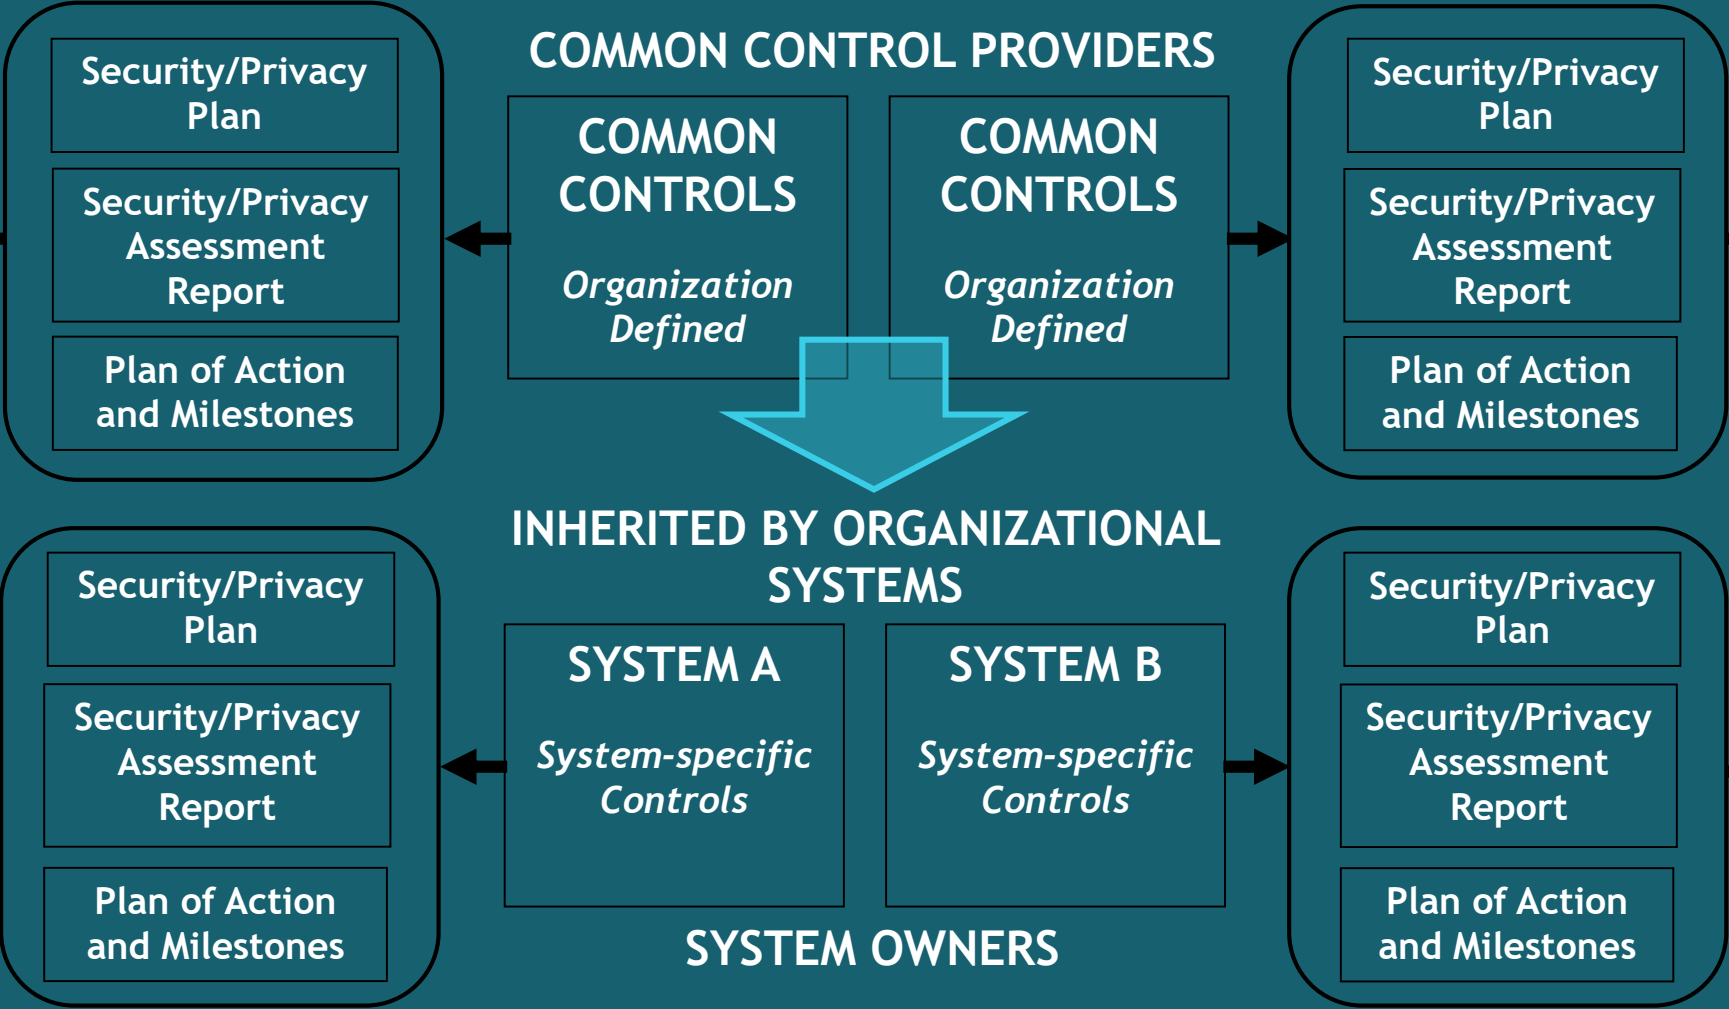 Security/Privacy
Plan
Security/Privacy
Assessment
Report
Plan of Action
and Milestones
COMMON CONTROL PROVIDERS
COMMON
CONTROLS
Organization
Defined
COMMON
CONTROLS
Organization
Defined
Security/Privacy
Plan
Security/Privacy
Assessment
Report
Plan of Action
and Milestones
INHERITED BY ORGANIZATIONAL
SYSTEMS
Security/Privacy
Plan
Security/Privacy
Assessment
Report
Plan of Action
and Milestones
SYSTEM A
System-specific
Controls
SYSTEM B
System-specific
Controls
SYSTEM OWNERS
Security/Privacy
Plan
Security/Privacy
Assessment
Report
Plan of Action
and Milestones